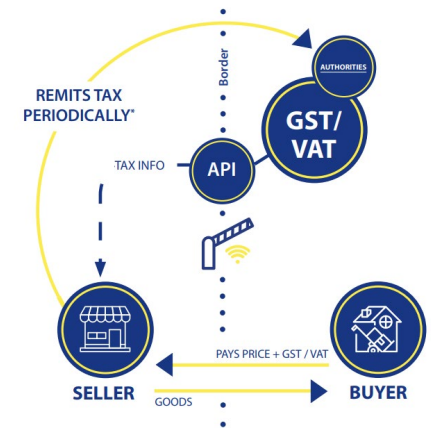 Border
AUTHORITIES
REMITS TAX
PERIODICALLY*
GST/
VAT
TAX INFO
API
PAYS PRICE + GST / VAT
SELLER
BUYER
GOODS